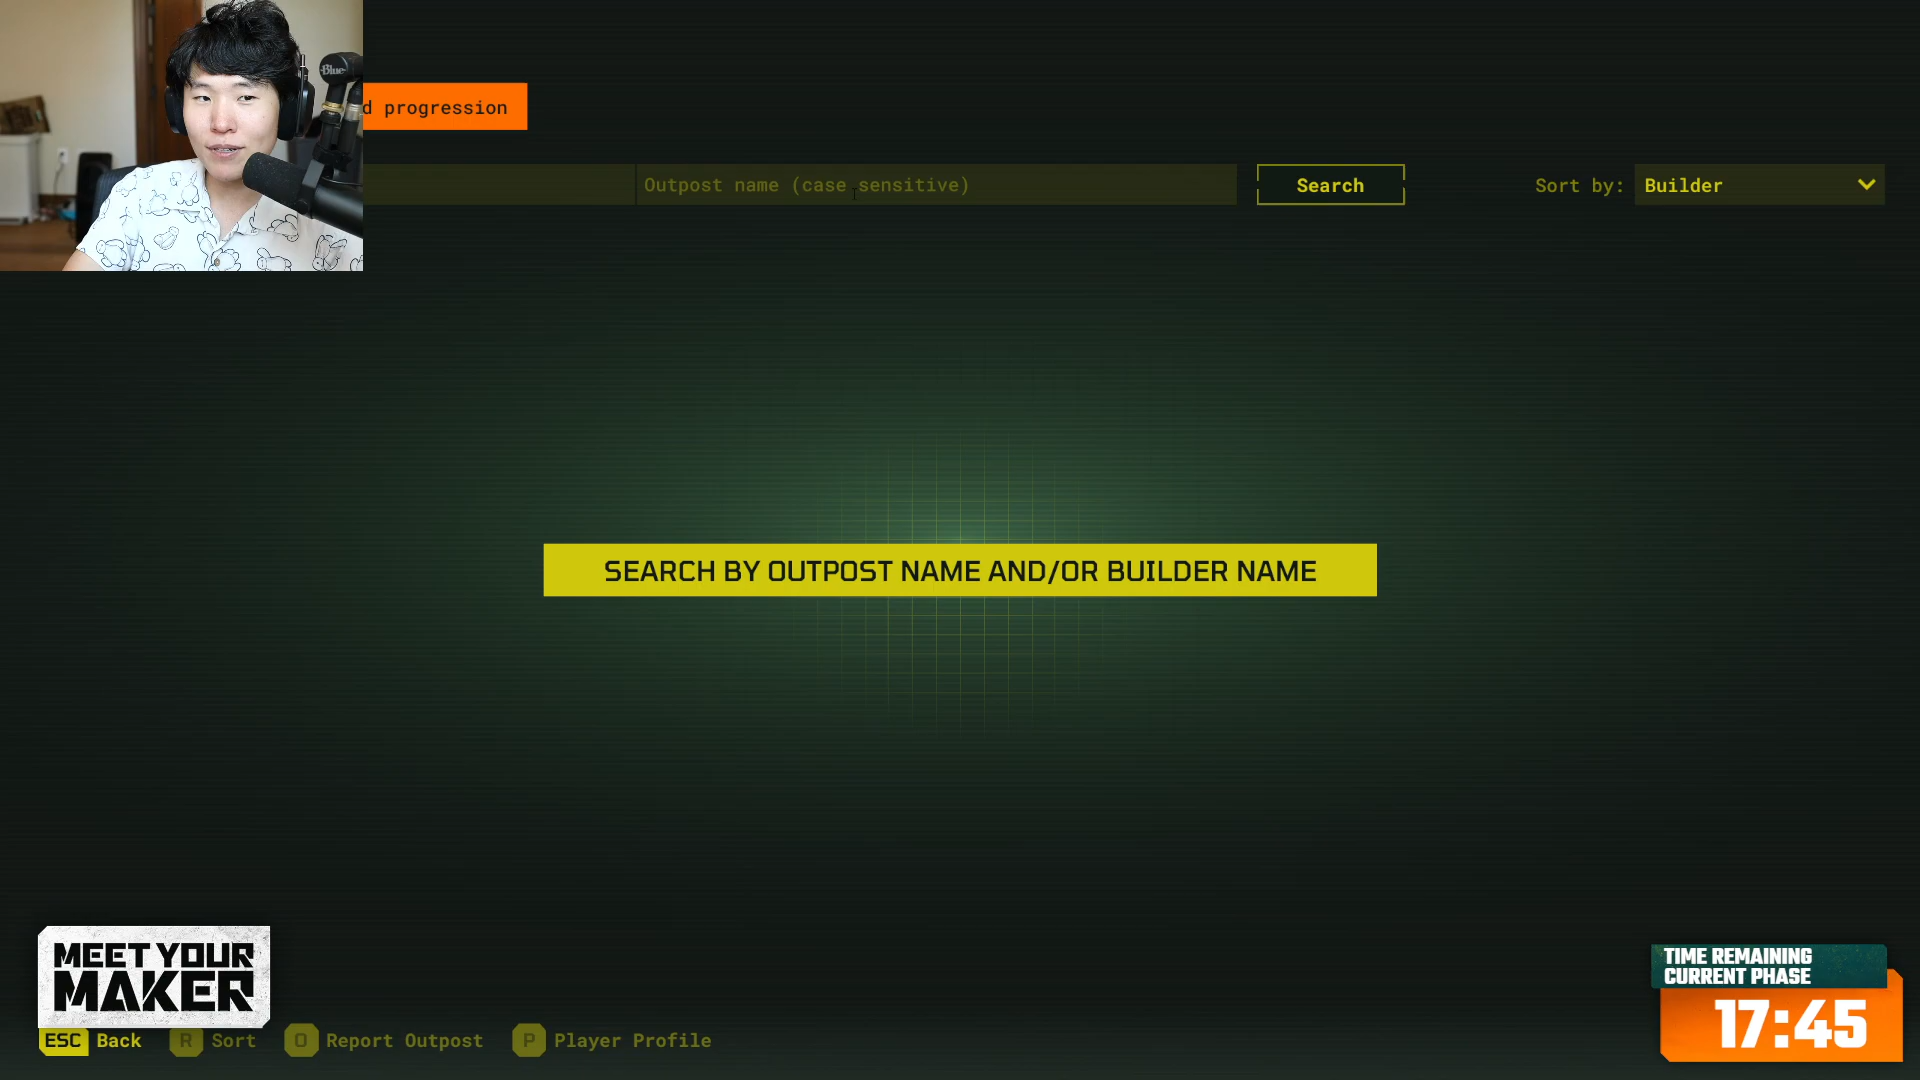 Blue
d progression
Outpost name (case sensitive)
Search
Sort by:
Builder
SEARCH BY OUTPOST NAME AND/OR BUILDER NAME
MEET YOUR
MAKER
TIME REMAINING
CURRENT PHASE
17:45
ESC Back
R Sort
O Report Outpost
P Player Profile